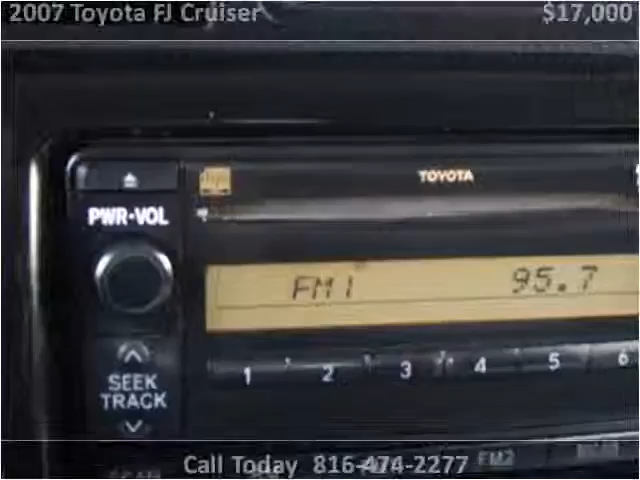 2007 Toyota FJ Cruiser $17,000
TOYOTA
PWR•VOL
FM1 95.7
1 2 3 4 5 6
SEEK
TRACK
FM2
Call Today 816-474-2277